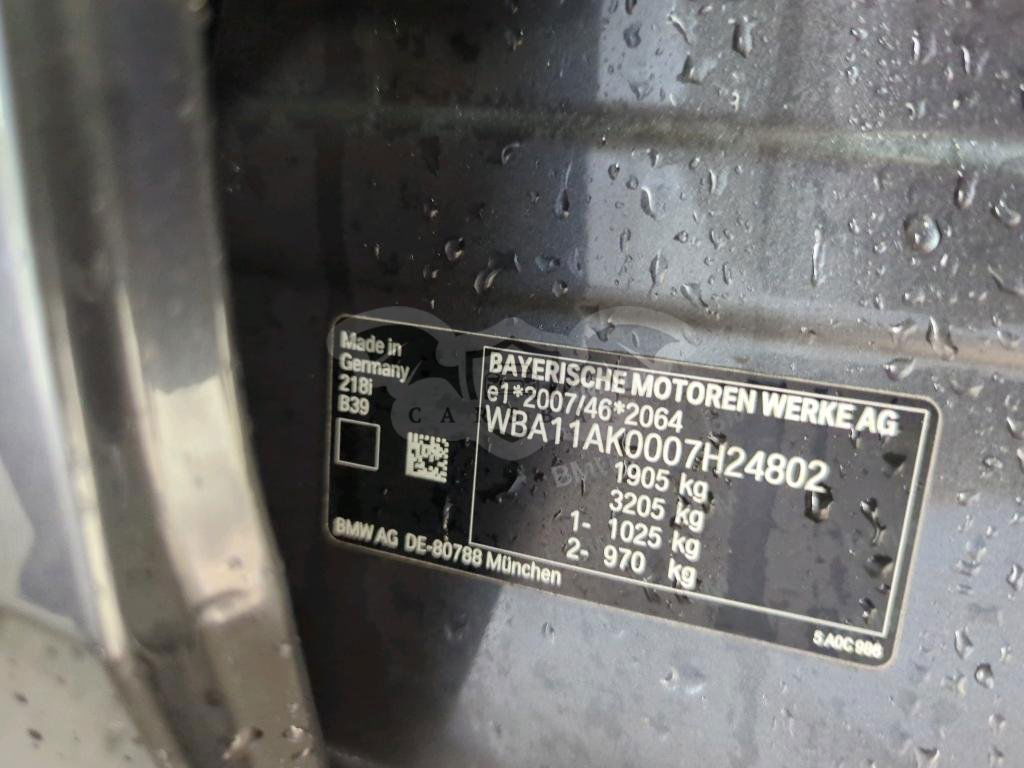 Made in
Germany
218i
B39
BAYERISCHE MOTOREN WERKE AG
e1*2007/46*2064
WBA11AK0007H24802
1905 kg
3205 kg
1- 1025 kg
2- 970 kg
BMW AG DE-80788 München